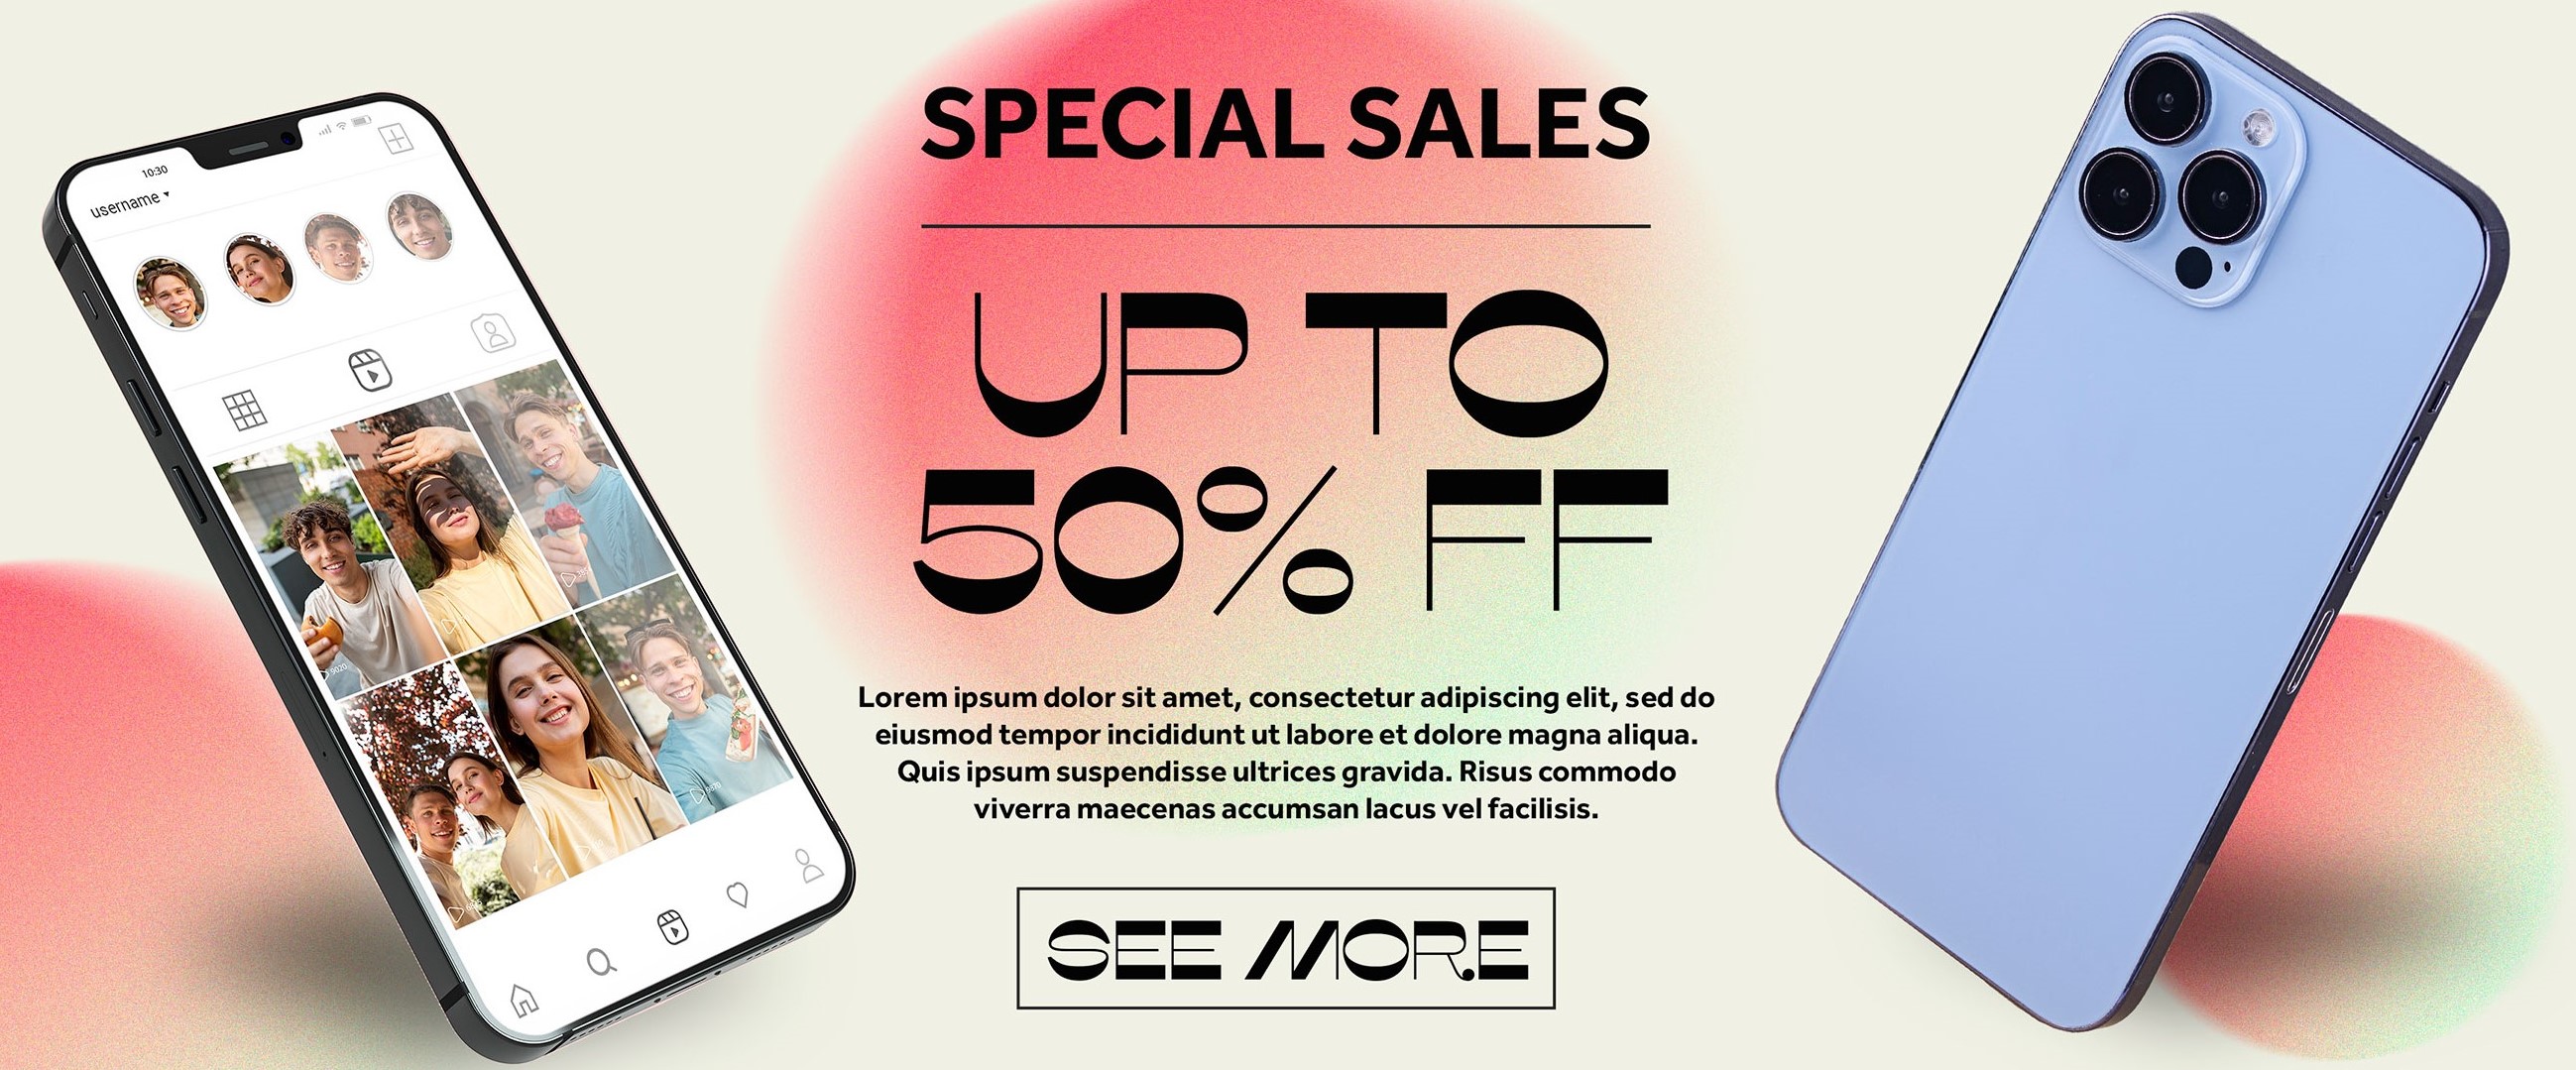 SPECIAL SALES
UP TO
50% FF
Lorem ipsum dolor sit amet, consectetur adipiscing elit, sed do
eiusmod tempor incididunt ut labore et dolore magna aliqua.
Quis ipsum suspendisse ultrices gravida. Risus commodo
viverra maecenas accumsan lacus vel facilisis.
SEE MORE
10:30
username
9020